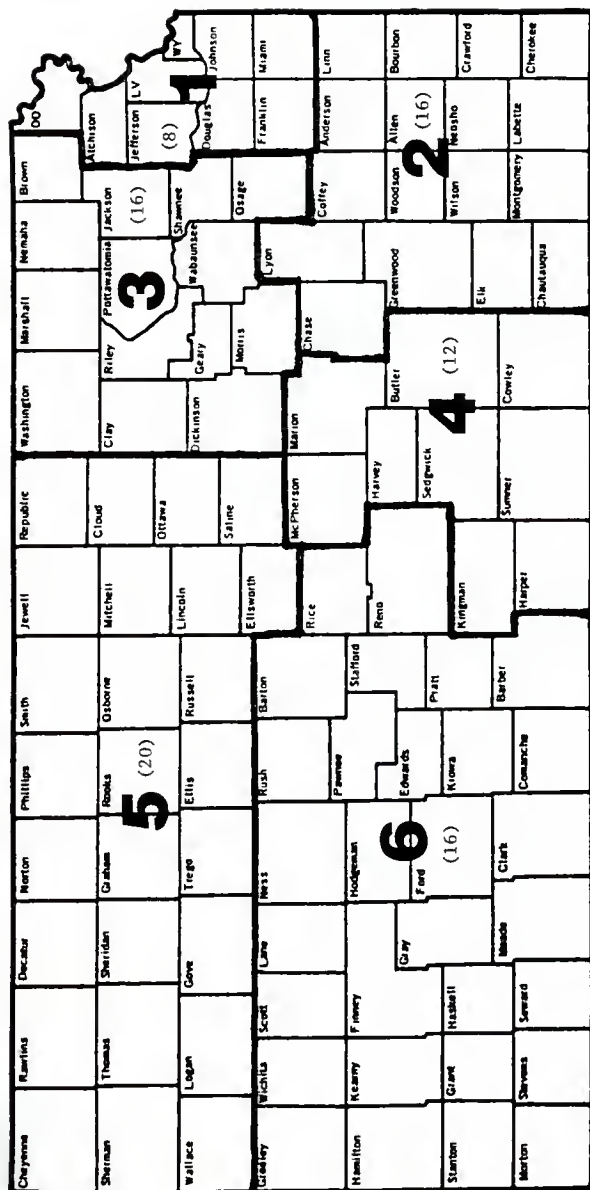 Cheyenne
Rawlins
Decatur
Norton
Phillips
Smith
Jewell
Republic
Washington
Marshall
Nemaha
Brown
DO
Sherman
Thomas
Sheridan
Graham
Rooks
Osborne
Mitchell
Cloud
Clay
Riley
Pottawatomia
Jackson
Atchison
5
(20)
3
(16)
Jefferson
(8)
LV
WY
1
Wallace
Logan
Gove
Trego
Ellis
Russell
Lincoln
Ottawa
Dickinson
Geary
Wabaunsee
Shawnee
Douglas
Johnson
Ellsworth
Saline
Morris
Osage
Franklin
Miami
Greeley
Wichita
Scott
Lane
Ness
Rush
Barton
Rice
McPherson
Marion
Chase
Lyon
Coffey
Anderson
Linn
Hamilton
Kearny
Finney
Hodgeman
Pawnee
Stafford
Reno
Harvey
Butler
Greenwood
Woodson
Allen
Bourbon
6
(16)
4
(12)
2
(16)
Gray
Ford
Edwards
Sedgwick
Wilson
Neosho
Crawford
Stanton
Grant
Haskell
Kiowa
Pratt
Kingman
Elk
Morton
Stevens
Seward
Meade
Clark
Comanche
Barber
Harper
Sumner
Cowley
Chautauqua
Montgomery
Labette
Cherokee